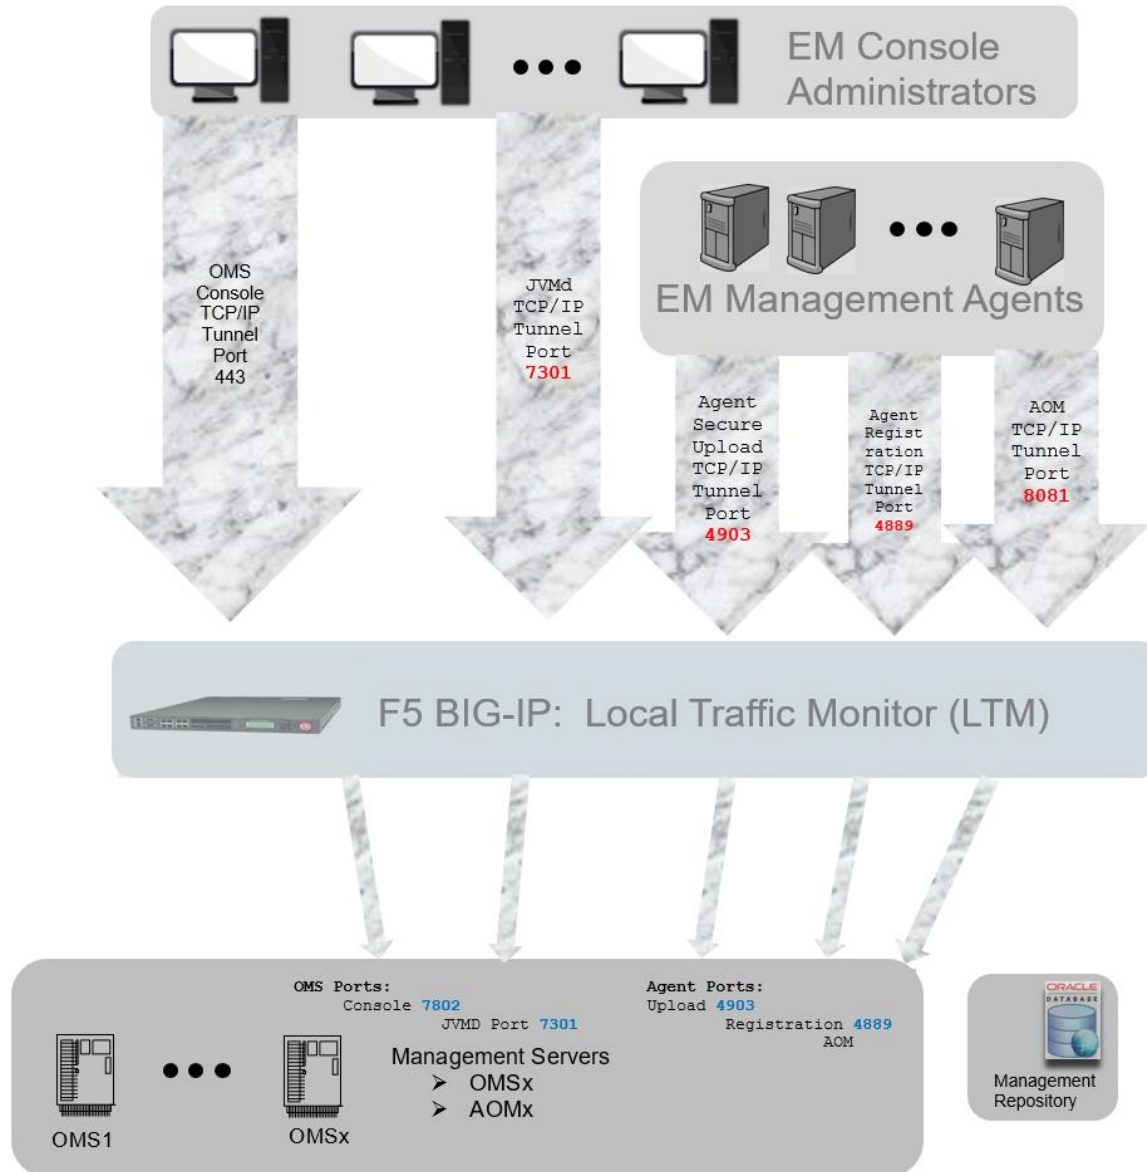 EM Console
Administrators
EM Management Agents
OMS
Console
TCP/IP
Tunnel
Port
443
JVMd
TCP/IP
Tunnel
Port
7301
Agent
Secure
Upload
TCP/IP
Tunnel
Port
4903
Agent
Regist
ration
TCP/IP
Tunnel
Port
4889
AOM
TCP/IP
Tunnel
Port
8081
F5 BIG-IP:  Local Traffic Monitor (LTM)
OMS Ports:
Console 7802
JVMD Port 7301
Agent Ports:
Upload 4903
Registration 4889
AOM
Management Servers
➢ OMSx
➢ AOMx
OMS1
OMSx
ORACLE
DATABASE
Management
Repository